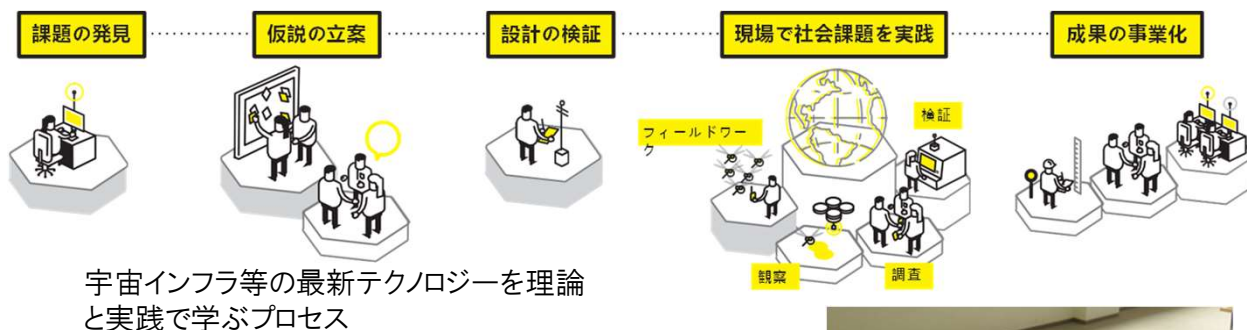 課題の発見
仮説の立案
設計の検証
現場で社会課題を実践
成果の事業化
フィールドワー
ク
検証
観察
調査
宇宙インフラ等の最新テクノロジーを理論
と実践で学ぶプロセス